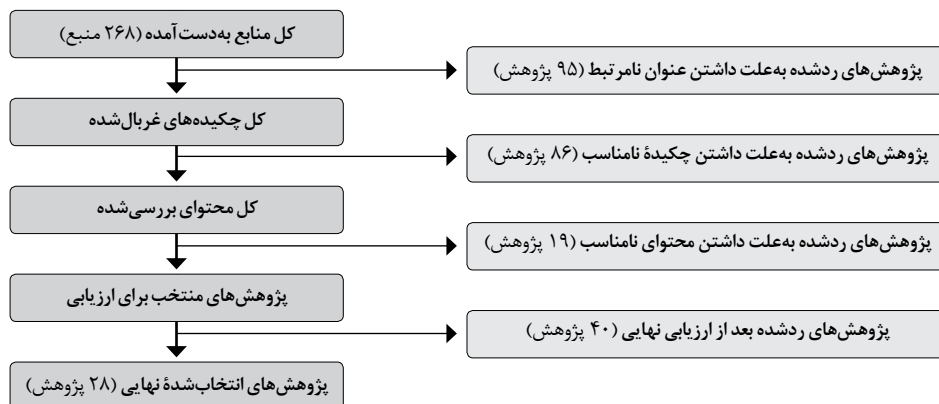 کل منابع به‌دست‌آمده (۲۶۸ منبع)
پژوهش‌های ردشده به‌علت داشتن عنوان نامرتبط (۹۵ پژوهش)
کل چکیده‌های غربال‌شده
پژوهش‌های ردشده به‌علت داشتن چکیدۀ نامناسب (۸۶ پژوهش)
کل محتوای بررسی‌شده
پژوهش‌های ردشده به‌علت داشتن محتوای نامناسب (۱۹ پژوهش)
پژوهش‌های منتخب برای ارزیابی
پژوهش‌های ردشده بعد از ارزیابی نهایی (۴۰ پژوهش)
پژوهش‌های انتخاب‌شدۀ نهایی (۲۸ پژوهش)